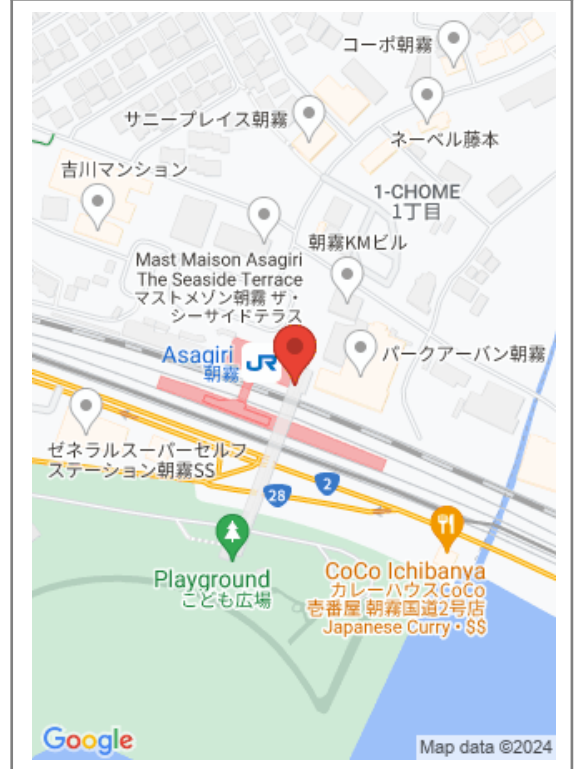 コーポ朝霧
サニープレイス朝霧
ネーベル藤本
吉川マンション
1-CHOME
1丁目
朝霧KMビル
Mast Maison Asagiri
The Seaside Terrace
マストメゾン朝霧 ザ・
シーサイドテラス
Asagiri
朝霧
JR
パークアーバン朝霧
ゼネラルスーパーセルフ
ステーション朝霧SS
2
28
Playground
こども広場
CoCo Ichibanya
カレーハウスCoCo
壱番屋 朝霧国道2号店
Japanese Curry・$$
Google
Map data ©2024